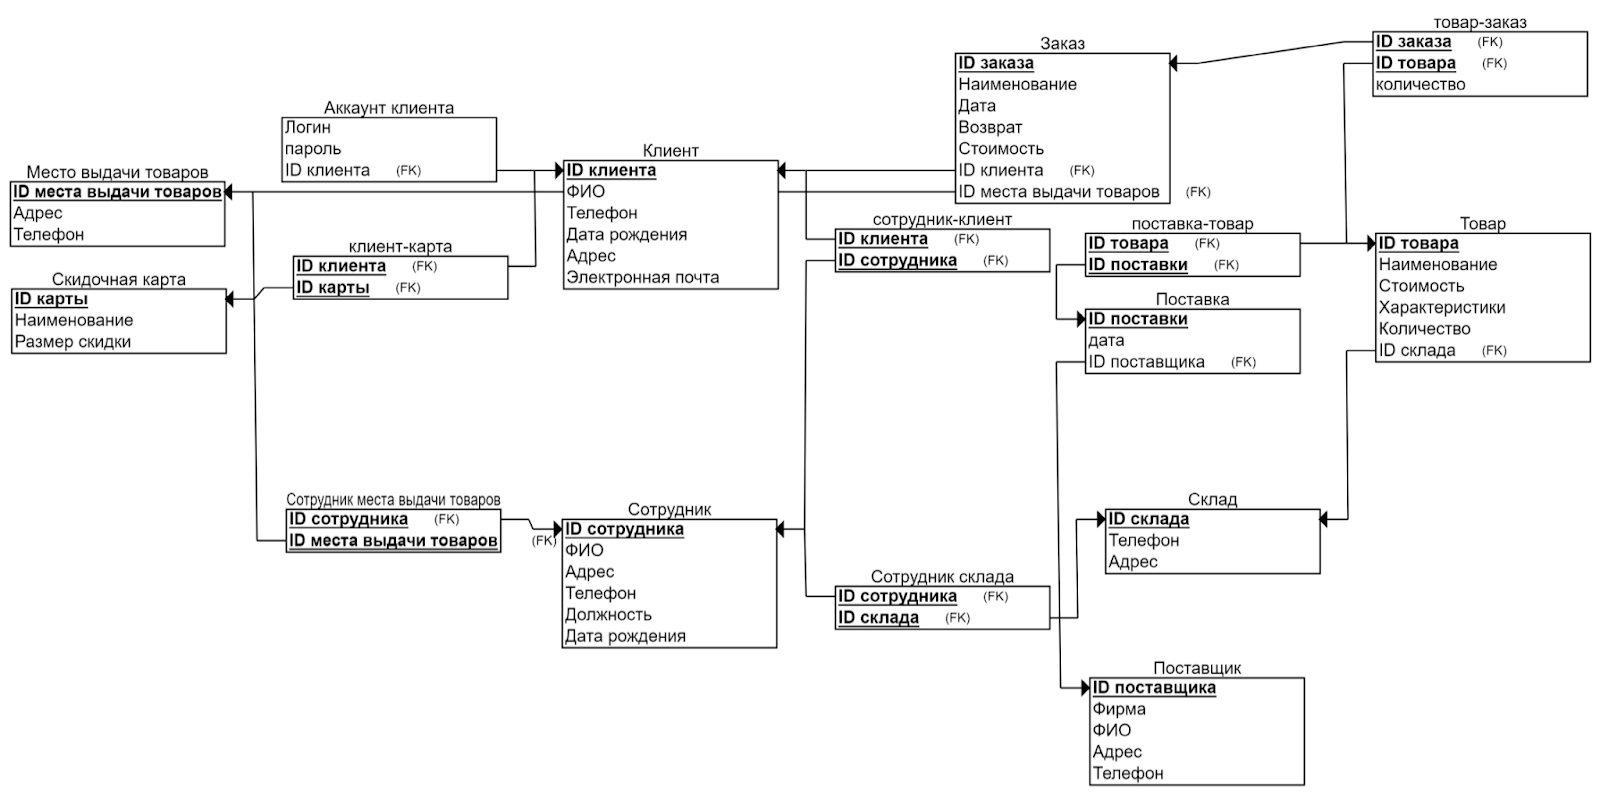 товар-заказ
ID заказа (FK)
ID товара (FK)
количество
Заказ
ID заказа
Наименование
Дата
Возврат
Стоимость
ID клиента (FK)
ID места выдачи товаров (FK)
Аккаунт клиента
Логин
пароль
ID клиента (FK)
Клиент
ID клиента
ФИО
Телефон
Дата рождения
Адрес
Электронная почта
Место выдачи товаров
ID места выдачи товаров
Адрес
Телефон
клиент-карта
ID клиента (FK)
ID карты (FK)
Скидочная карта
ID карты
Наименование
Размер скидки
сотрудник-клиент
ID клиента (FK)
ID сотрудника (FK)
поставка-товар
ID товара (FK)
ID поставки (FK)
Товар
ID товара
Наименование
Стоимость
Характеристики
Количество
ID склада (FK)
Поставка
ID поставки
дата
ID поставщика (FK)
Сотрудник места выдачи товаров
ID сотрудника (FK)
ID места выдачи товаров (FK)
Сотрудник
ID сотрудника
ФИО
Адрес
Телефон
Должность
Дата рождения
Склад
ID склада
Телефон
Адрес
Сотрудник склада
ID сотрудника (FK)
ID склада (FK)
Поставщик
ID поставщика
Фирма
ФИО
Адрес
Телефон